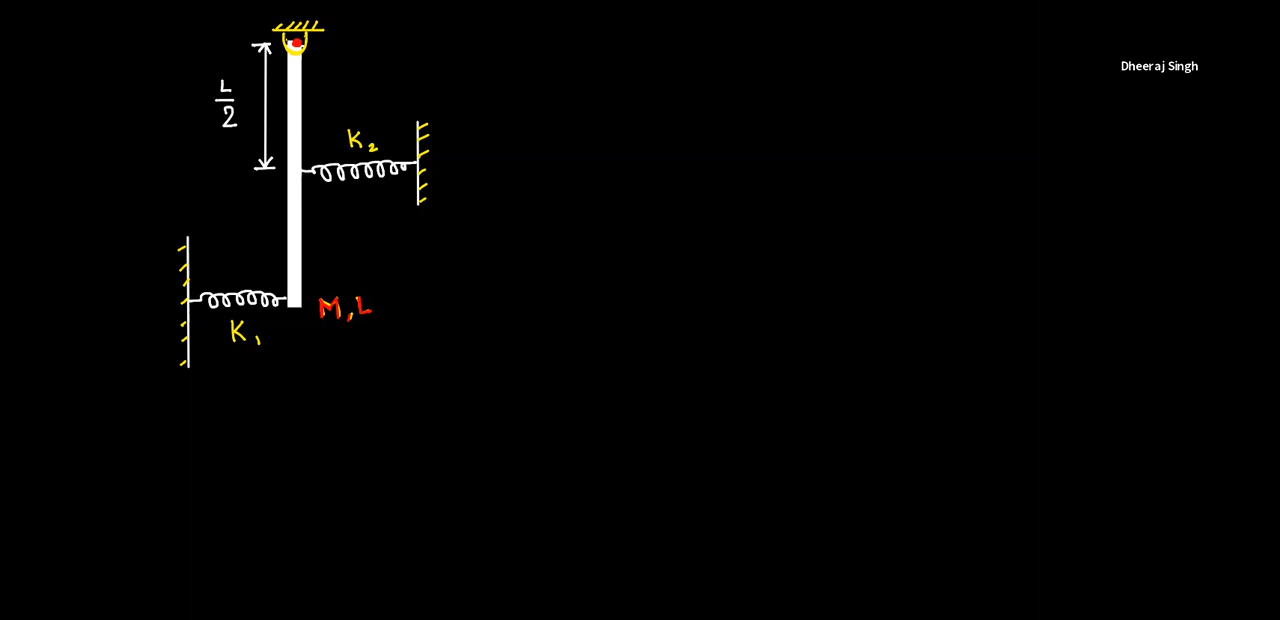 Dheeraj Singh
L
2
K₂
M, L
K₁